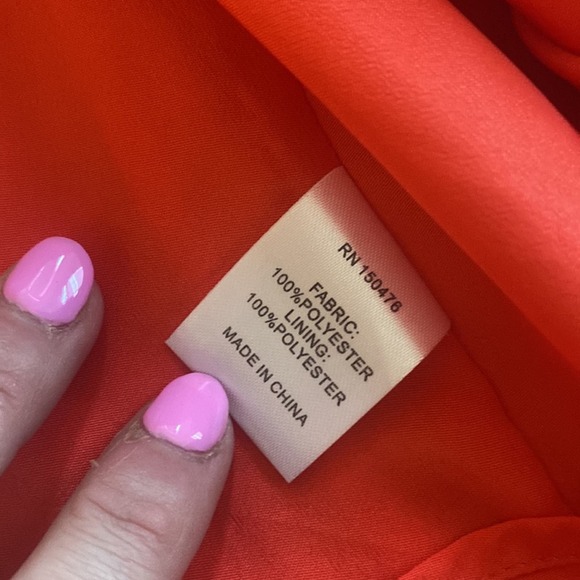 RN 150476
FABRIC:
100%POLYESTER
LINING:
100%POLYESTER
MADE IN CHINA